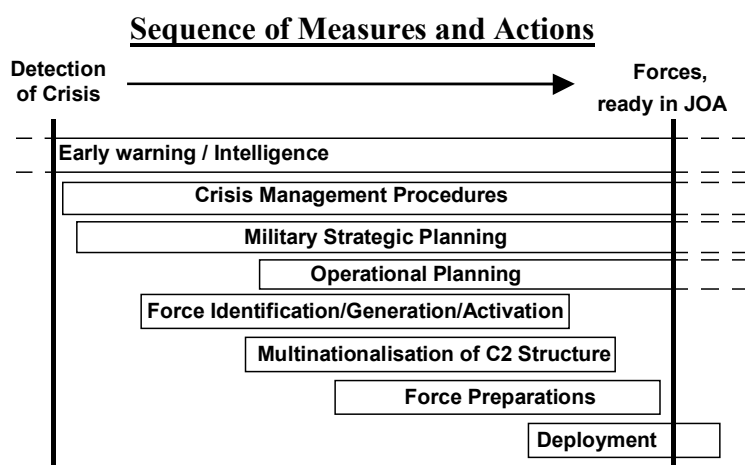 Sequence of Measures and Actions
Detection
of Crisis
Forces,
ready in JOA
Early warning / Intelligence
Crisis Management Procedures
Military Strategic Planning
Operational Planning
Force Identification/Generation/Activation
Multinationalisation of C2 Structure
Force Preparations
Deployment